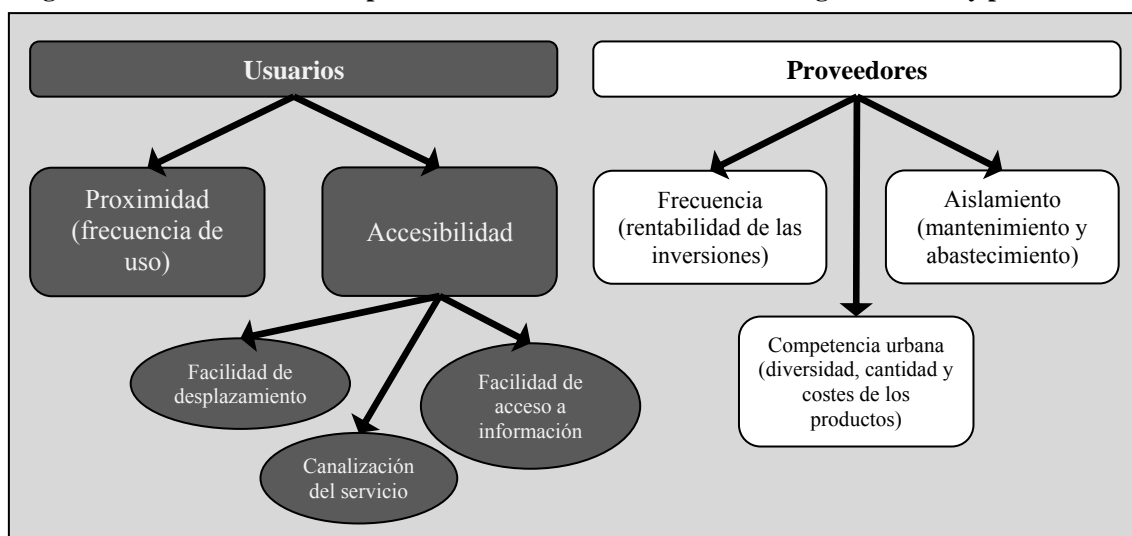 Usuarios
Proveedores
Proximidad
(frecuencia de
uso)
Accesibilidad
Frecuencia
(rentabilidad de las
inversiones)
Aislamiento
(mantenimiento y
abastecimiento)
Facilidad de
desplazamiento
Canalización
del servicio
Facilidad de
acceso a
información
Competencia urbana
(diversidad, cantidad y
costes de los
productos)